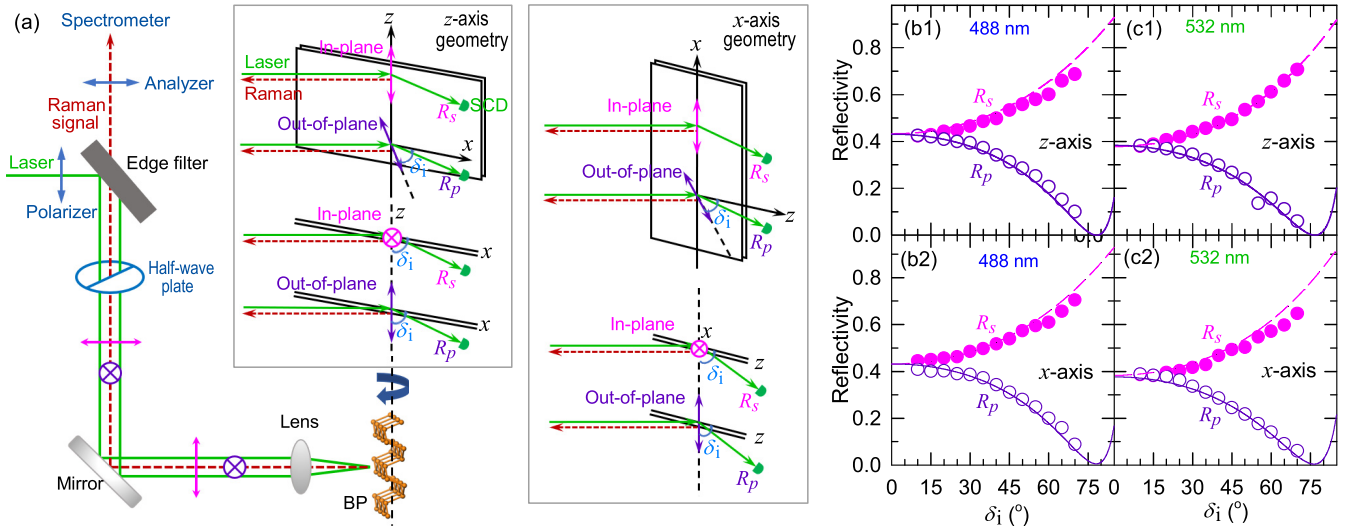 (a)
Spectrometer
Analyzer
Raman
signal
Laser
Edge filter
Polarizer
Half-wave
plate
Mirror
Lens
BP
z
z-axis
geometry
In-plane
Laser
Raman
SCD
Rs
Out-of-plane
x
δi
Rp
z
In-plane
x
δi
Rs
Out-of-plane
x
δi
Rp
x-axis
geometry
x
In-plane
Rs
Out-of-plane
z
δi
Rp
In-plane
x
z
δi
Rs
Out-of-plane
z
δi
Rp
(b1)
488 nm
Reflectivity
0.8
0.6
0.4
0.2
0.0
Rs
z-axis
Rp
(c1)
532 nm
Rs
z-axis
Rp
0.0
(b2)
488 nm
Reflectivity
0.8
0.6
0.4
0.2
0.0
Rs
x-axis
Rp
0 15 30 45 60 75
δi (°)
(c2)
532 nm
Rs
x-axis
Rp
0 15 30 45 60 75
δi (°)